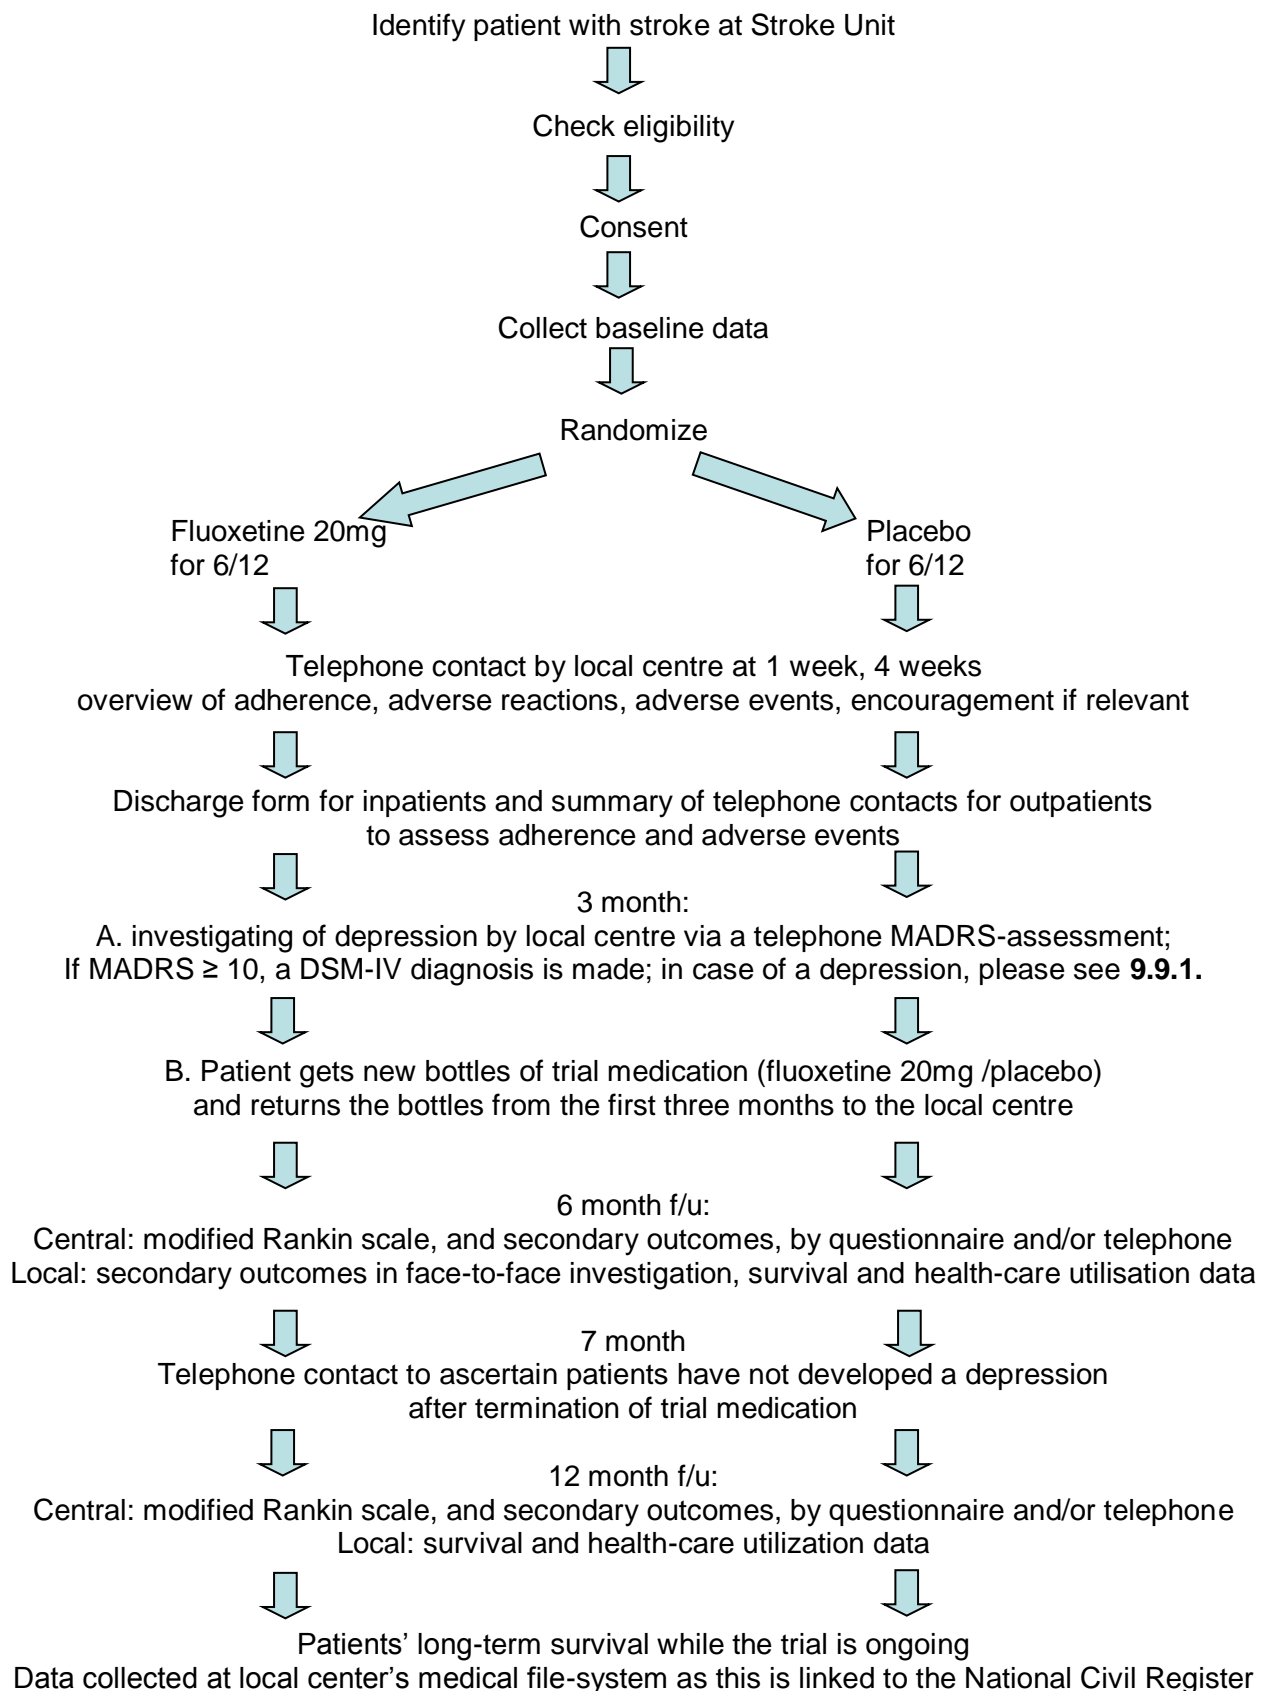 Identify patient with stroke at Stroke Unit
Check eligibility
Consent
Collect baseline data
Randomize
Fluoxetine 20mg
for 6/12
Placebo
for 6/12
Telephone contact by local centre at 1 week, 4 weeks
overview of adherence, adverse reactions, adverse events, encouragement if relevant
Discharge form for inpatients and summary of telephone contacts for outpatients
to assess adherence and adverse events
3 month:
A. investigating of depression by local centre via a telephone MADRS-assessment;
If MADRS ≥ 10, a DSM-IV diagnosis is made; in case of a depression, please see 9.9.1.
B. Patient gets new bottles of trial medication (fluoxetine 20mg /placebo)
and returns the bottles from the first three months to the local centre
6 month f/u:
Central: modified Rankin scale, and secondary outcomes, by questionnaire and/or telephone
Local: secondary outcomes in face-to-face investigation, survival and health-care utilisation data
7 month
Telephone contact to ascertain patients have not developed a depression
after termination of trial medication
12 month f/u:
Central: modified Rankin scale, and secondary outcomes, by questionnaire and/or telephone
Local: survival and health-care utilization data
Patients’ long-term survival while the trial is ongoing
Data collected at local center’s medical file-system as this is linked to the National Civil Register